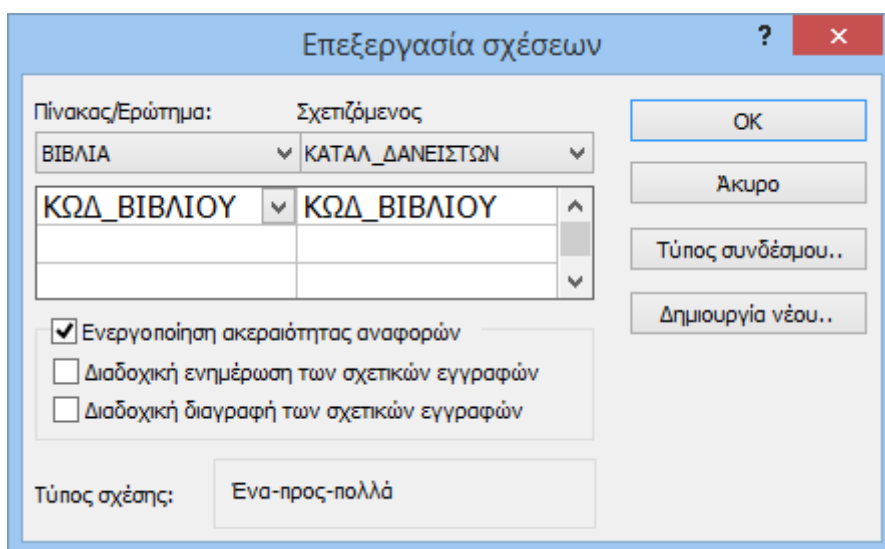 Επεξεργασία σχέσεων
?
×
Πίνακας/Ερώτημα: Σχετιζόμενος
ΒΙΒΛΙΑ ΚΑΤΑΛ_ΔΑΝΕΙΣΤΩΝ
ΚΩΔ_ΒΙΒΛΙΟΥ ΚΩΔ_ΒΙΒΛΙΟΥ
Ενεργοποίηση ακεραιότητας αναφορών
Διαδοχική ενημέρωση των σχετικών εγγραφών
Διαδοχική διαγραφή των σχετικών εγγραφών
Τύπος σχέσης: Ένα-προς-πολλά
OK
Άκυρο
Τύπος συνδέσμου..
Δημιουργία νέου..